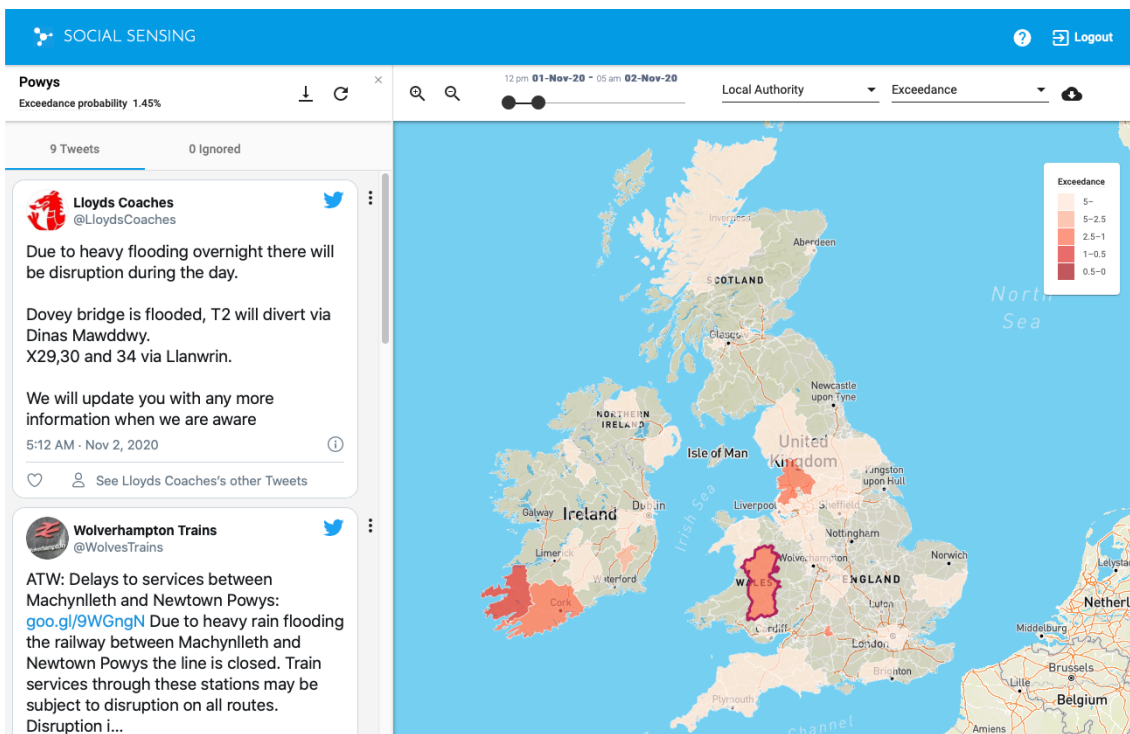 SOCIAL SENSING
Logout
Powys
Exceedance probability 1.45%
×
12 pm 01-Nov-20 - 05 am 02-Nov-20
Local Authority
Exceedance
9 Tweets
0 Ignored
Lloyds Coaches
@LloydsCoaches
Due to heavy flooding overnight there will
be disruption during the day.
Dovey bridge is flooded, T2 will divert via
Dinas Mawddwy.
X29,30 and 34 via Llanwrin.
We will update you with any more
information when we are aware
5:12 AM · Nov 2, 2020
See Lloyds Coaches's other Tweets
Wolverhampton Trains
@WolvesTrains
ATW: Delays to services between
Machynlleth and Newtown Powys:
goo.gl/9WGngN Due to heavy rain flooding
the railway between Machynlleth and
Newtown Powys the line is closed. Train
services through these stations may be
subject to disruption on all routes.
Disruption i...
Exceedance
5-
5-2.5
2.5-1
1-0.5
0.5-0
Inverness
Aberdeen
SCOTLAND
North
Sea
Glasgow
Newcastle
upon Tyne
NORTHERN
IRELAND
Isle of Man
United
Kingdom
Kingston
upon Hull
Irish Sea
Liverpool
Sheffield
Dublin
Galway
Ireland
Nottingham
Limerick
Wolverhampton
Norwich
Waterford
WALES
ENGLAND
Cork
Luton
Cardiff
London
Brighton
Plymouth
Channel
Lelysta
Netherl
Middelburg
Brussels
Lille
Belgium
Amiens